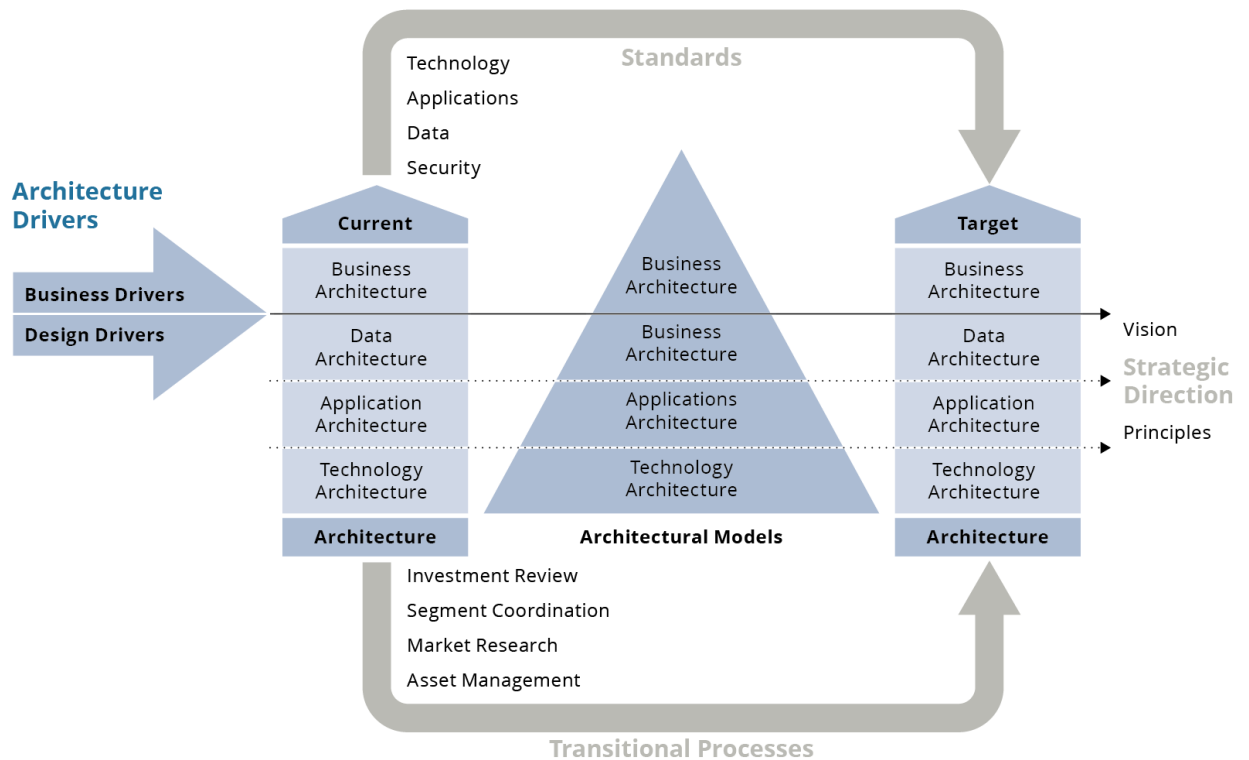 Standards
Technology
Applications
Data
Security
Architecture
Drivers
Business Drivers
Design Drivers
Current
Business
Architecture
Data
Architecture
Application
Architecture
Technology
Architecture
Architecture
Business
Architecture
Business
Architecture
Applications
Architecture
Technology
Architecture
Architectural Models
Target
Business
Architecture
Data
Architecture
Application
Architecture
Technology
Architecture
Architecture
Vision
Strategic
Direction
Principles
Investment Review
Segment Coordination
Market Research
Asset Management
Transitional Processes